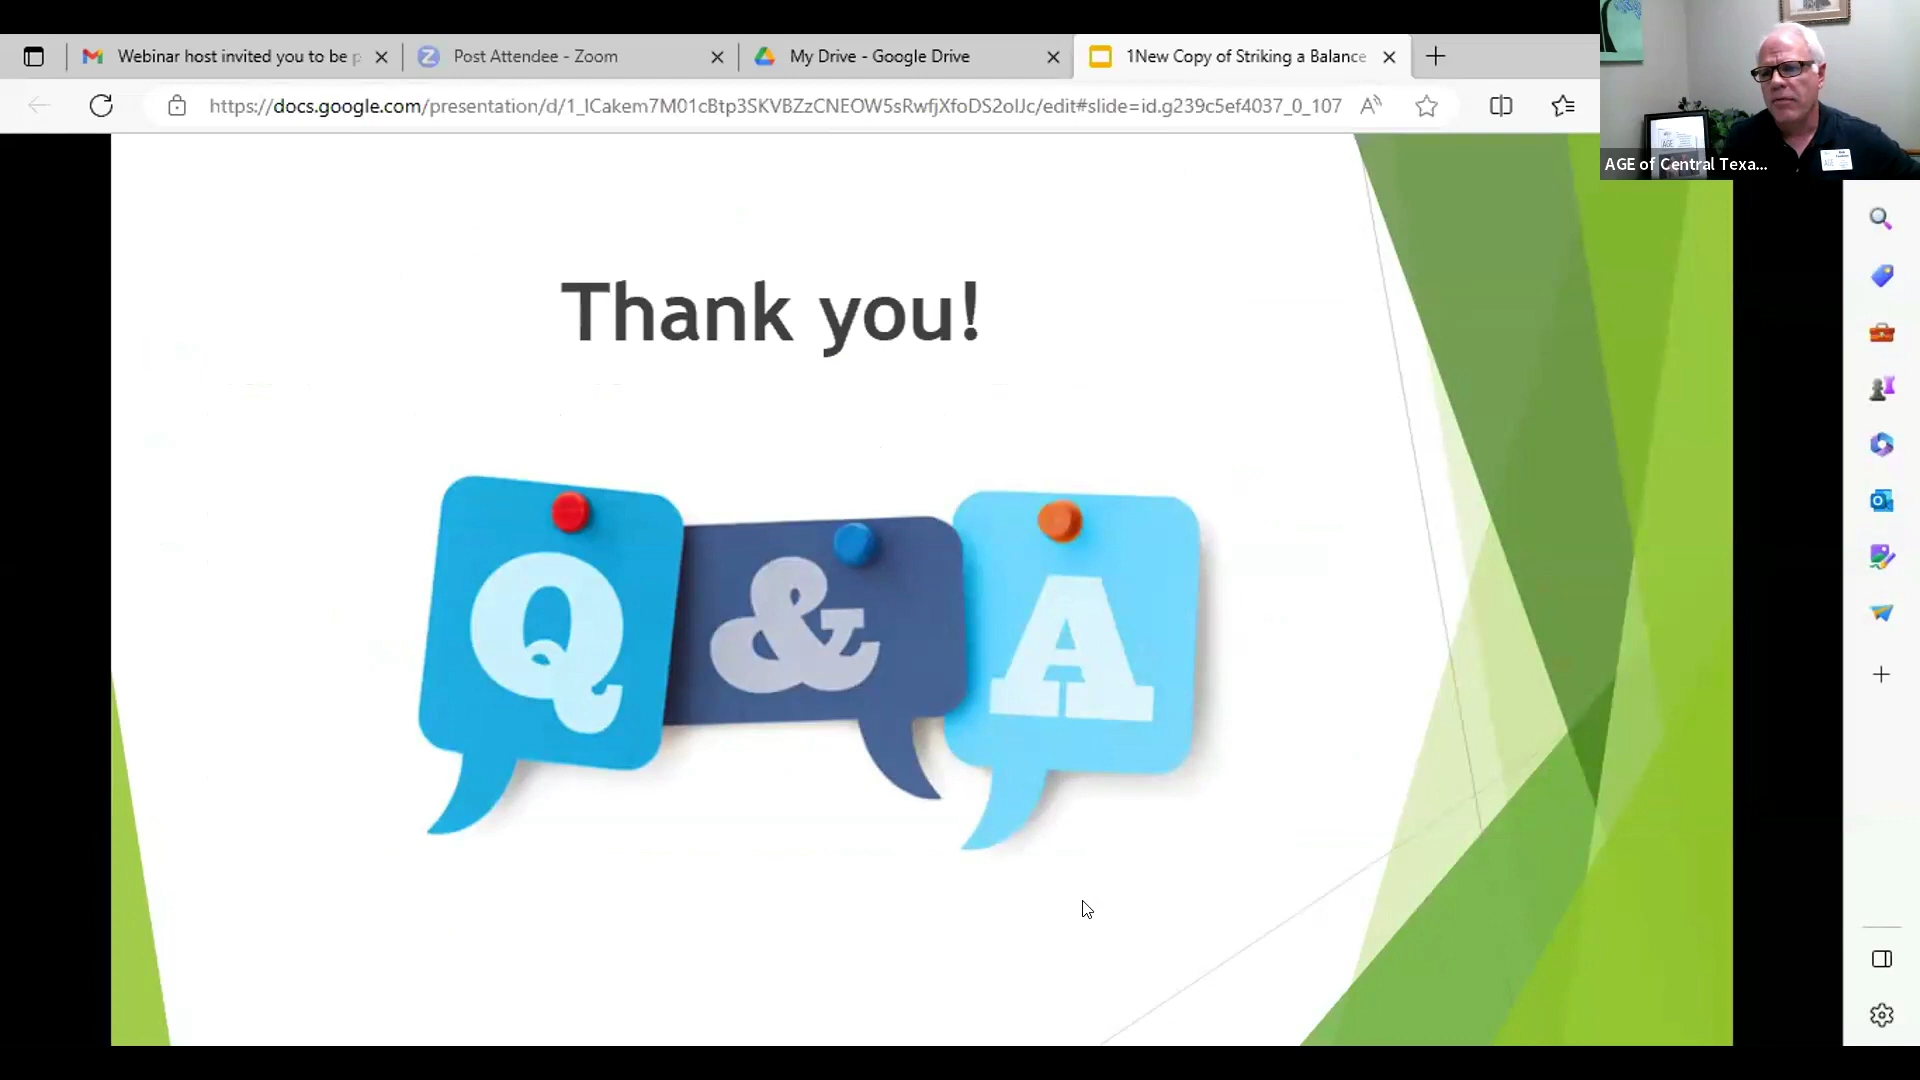 Webinar host invited you to be p
Post Attendee - Zoom
My Drive - Google Drive
1New Copy of Striking a Balance
https://docs.google.com/presentation/d/1_lCakem7M01cBtp3SKVBZzCNEOW5sRwfjXfoDS2olJc/edit#slide=id.g239c5ef4037_0_107
AGE of Central Texa...
Thank you!
Q & A